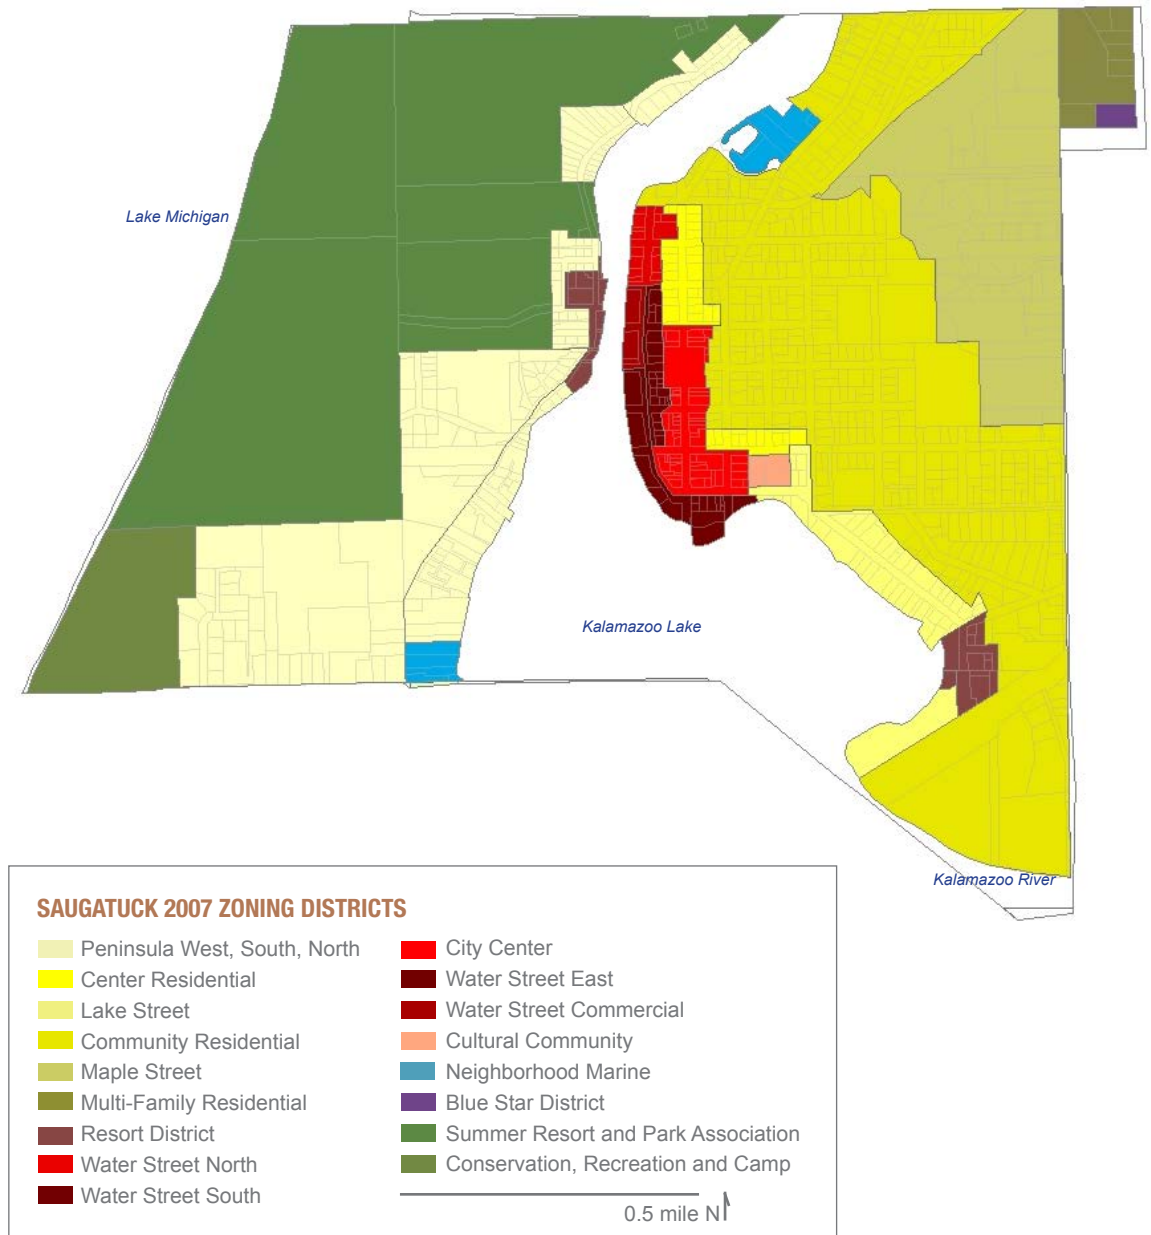 Lake Michigan
Kalamazoo Lake
Kalamazoo River
SAUGATUCK 2007 ZONING DISTRICTS
Peninsula West, South, North
Center Residential
Lake Street
Community Residential
Maple Street
Multi-Family Residential
Resort District
Water Street North
Water Street South
City Center
Water Street East
Water Street Commercial
Cultural Community
Neighborhood Marine
Blue Star District
Summer Resort and Park Association
Conservation, Recreation and Camp
0.5 mile N